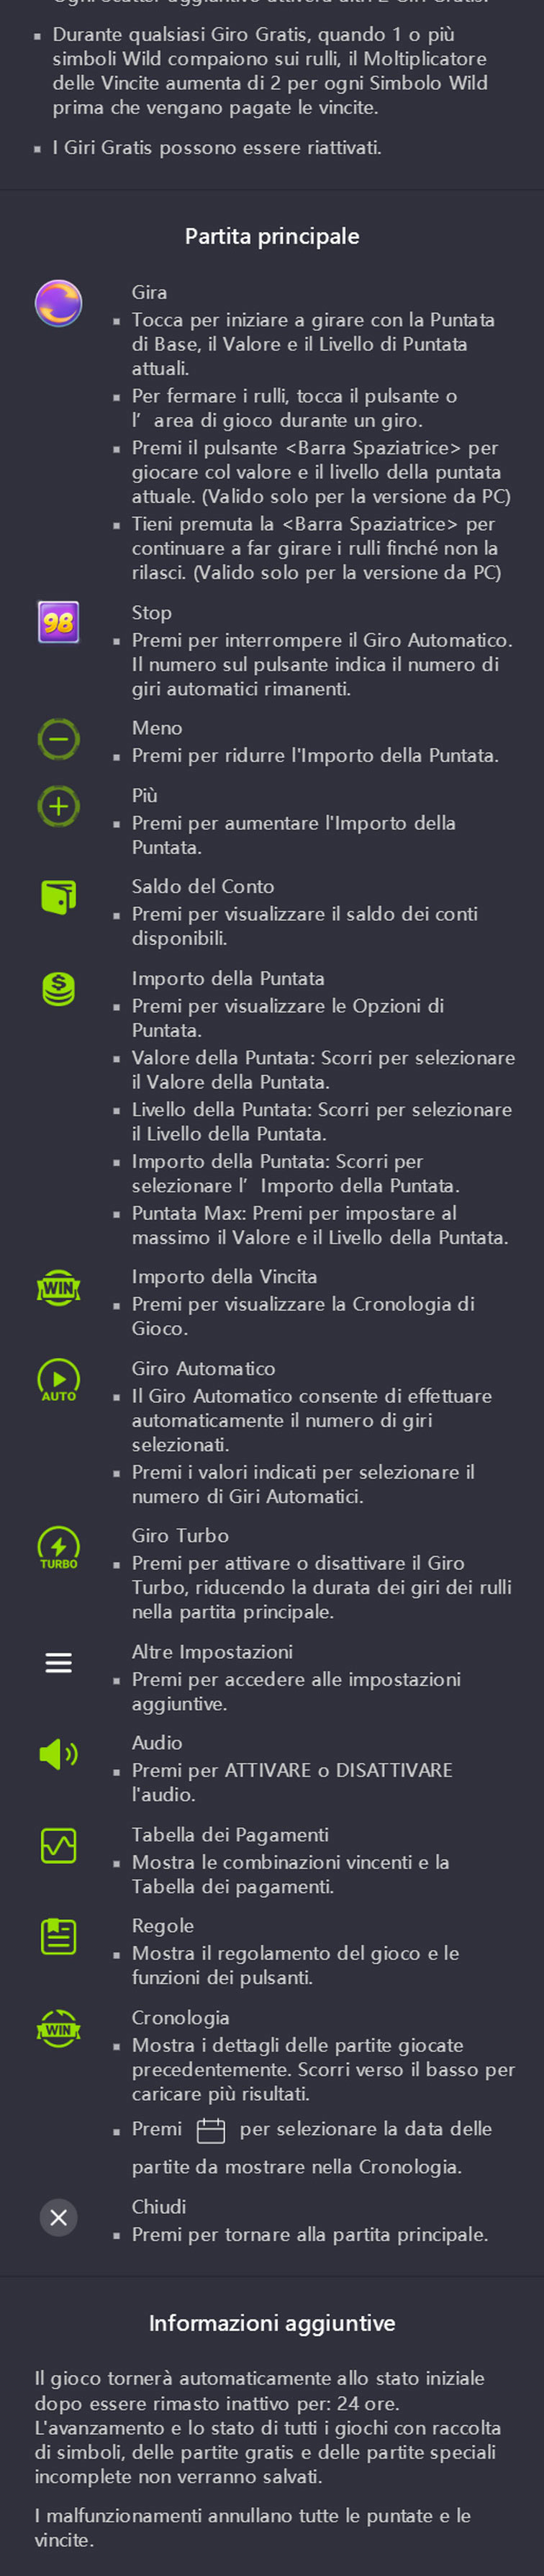 Ogni Scatter aggiuntivo attiverà altri 2 Giri Gratis.
Durante qualsiasi Giro Gratis, quando 1 o più
simboli Wild compaiono sui rulli, il Moltiplicatore
delle Vincite aumenta di 2 per ogni Simbolo Wild
prima che vengano pagate le vincite.
I Giri Gratis possono essere riattivati.
Partita principale
Gira
Tocca per iniziare a girare con la Puntata
di Base, il Valore e il Livello di Puntata
attuali.
Per fermare i rulli, tocca il pulsante o
l’area di gioco durante un giro.
Premi il pulsante <Barra Spaziatrice> per
giocare col valore e il livello della puntata
attuale. (Valido solo per la versione da PC)
Tieni premuta la <Barra Spaziatrice> per
continuare a far girare i rulli finché non la
rilasci. (Valido solo per la versione da PC)
98
Stop
Premi per interrompere il Giro Automatico.
Il numero sul pulsante indica il numero di
giri automatici rimanenti.
Meno
Premi per ridurre l'Importo della Puntata.
Più
Premi per aumentare l'Importo della
Puntata.
Saldo del Conto
Premi per visualizzare il saldo dei conti
disponibili.
$
Importo della Puntata
Premi per visualizzare le Opzioni di
Puntata.
Valore della Puntata: Scorri per selezionare
il Valore della Puntata.
Livello della Puntata: Scorri per selezionare
il Livello della Puntata.
Importo della Puntata: Scorri per
selezionare l’Importo della Puntata.
Puntata Max: Premi per impostare al
massimo il Valore e il Livello della Puntata.
WIN
Importo della Vincita
Premi per visualizzare la Cronologia di
Gioco.
AUTO
Giro Automatico
Il Giro Automatico consente di effettuare
automaticamente il numero di giri
selezionati.
Premi i valori indicati per selezionare il
numero di Giri Automatici.
TURBO
Giro Turbo
Premi per attivare o disattivare il Giro
Turbo, riducendo la durata dei giri dei rulli
nella partita principale.
Altre Impostazioni
Premi per accedere alle impostazioni
aggiuntive.
Audio
Premi per ATTIVARE o DISATTIVARE
l'audio.
Tabella dei Pagamenti
Mostra le combinazioni vincenti e la
Tabella dei pagamenti.
Regole
Mostra il regolamento del gioco e le
funzioni dei pulsanti.
WIN
Cronologia
Mostra i dettagli delle partite giocate
precedentemente. Scorri verso il basso per
caricare più risultati.
Premi per selezionare la data delle
partite da mostrare nella Cronologia.
Chiudi
Premi per tornare alla partita principale.
Informazioni aggiuntive
Il gioco tornerà automaticamente allo stato iniziale
dopo essere rimasto inattivo per: 24 ore.
L'avanzamento e lo stato di tutti i giochi con raccolta
di simboli, delle partite gratis e delle partite speciali
incomplete non verranno salvati.
I malfunzionamenti annullano tutte le puntate e le
vincite.